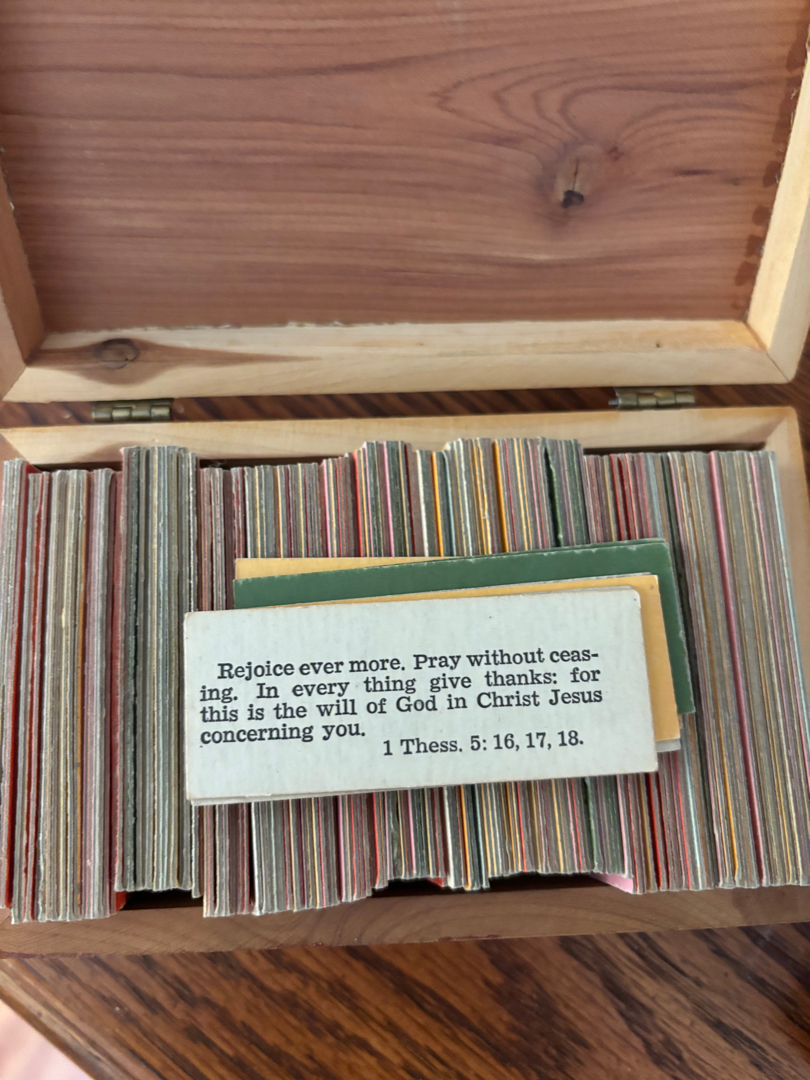 Rejoice ever more. Pray without ceas-
ing. In every thing give thanks: for
this is the will of God in Christ Jesus
concerning you.
1 Thess. 5: 16, 17, 18.